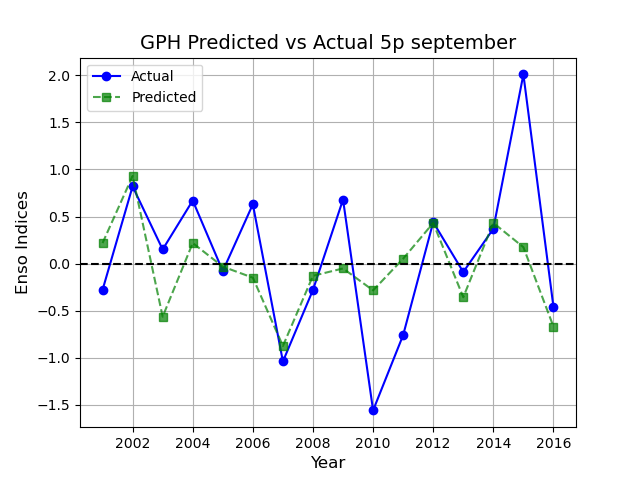 GPH Predicted vs Actual 5p september
Actual
Predicted
2.0
1.5
1.0
0.5
0.0
−0.5
−1.0
−1.5
Enso Indices
2002 2004 2006 2008 2010 2012 2014 2016
Year